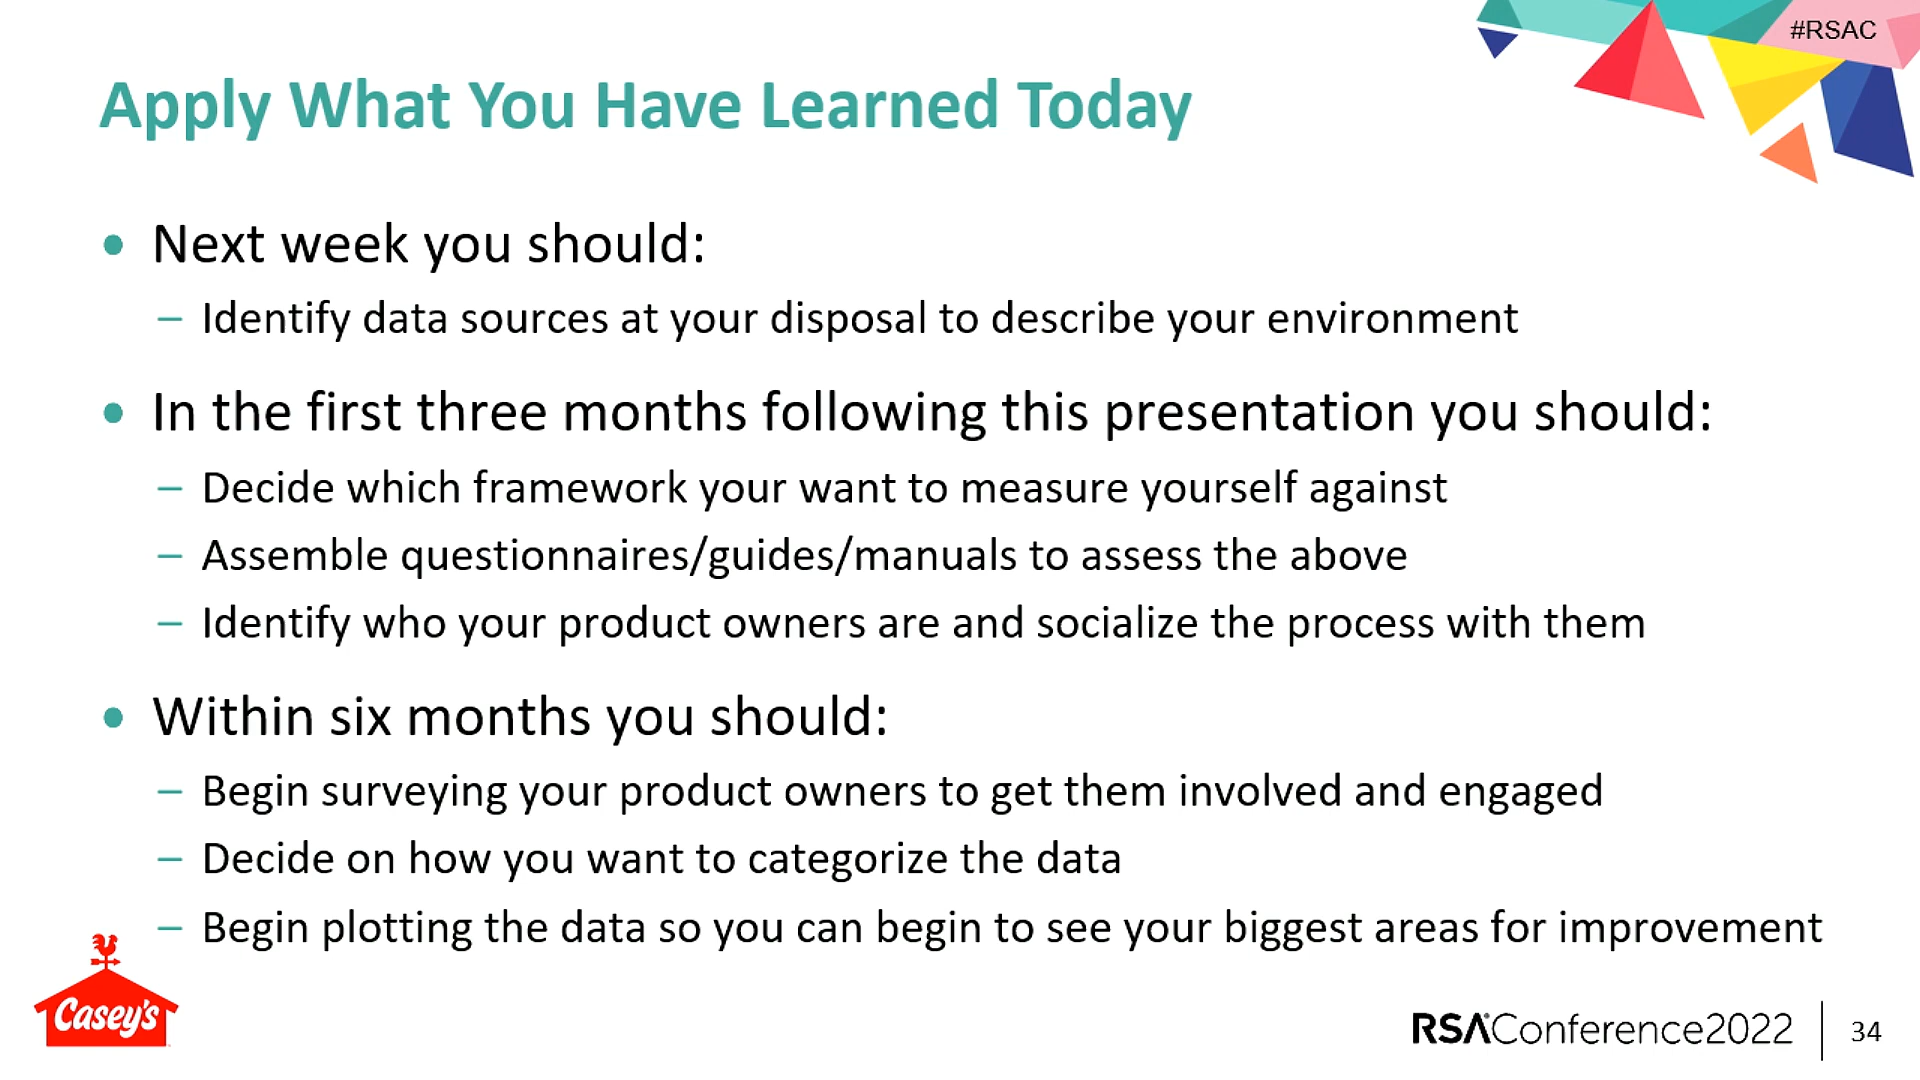 #RSAC
Apply What You Have Learned Today
• Next week you should:
– Identify data sources at your disposal to describe your environment
• In the first three months following this presentation you should:
– Decide which framework your want to measure yourself against
– Assemble questionnaires/guides/manuals to assess the above
– Identify who your product owners are and socialize the process with them
• Within six months you should:
– Begin surveying your product owners to get them involved and engaged
– Decide on how you want to categorize the data
– Begin plotting the data so you can begin to see your biggest areas for improvement
Casey's
RSAConference2022
34